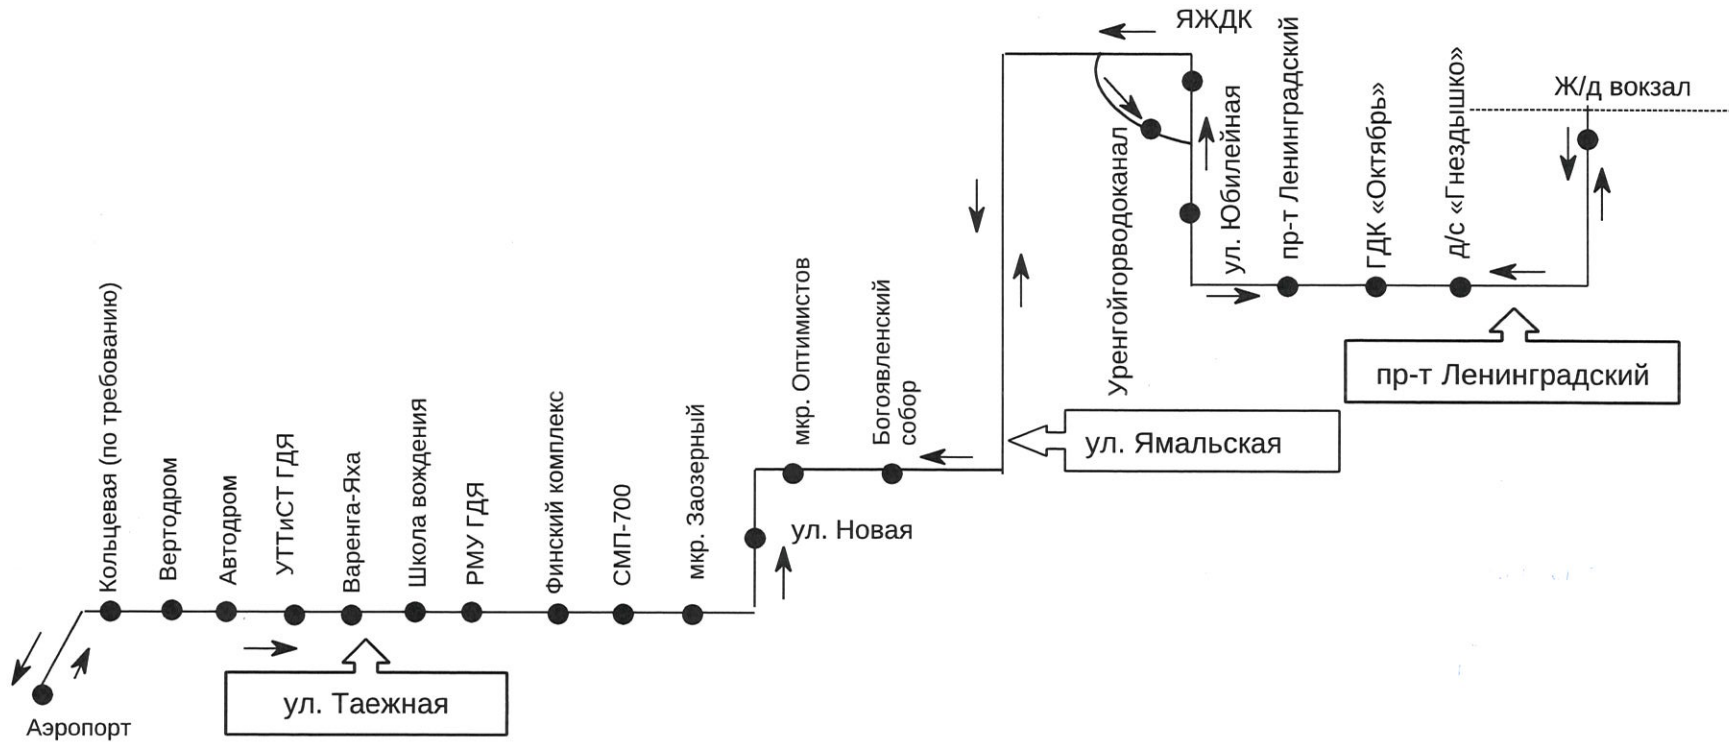 ЯЖДК
Ж/д вокзал
Уренгойгорводоканал
ул. Юбилейная
пр-т Ленинградский
ГДК «Октябрь»
д/с «Гнездышко»
пр-т Ленинградский
ул. Ямальская
мкр. Оптимистов
Богоявленский
собор
ул. Новая
Кольцевая (по требованию)
Вертодром
Автодром
УТТиСТ ГДЯ
Варенга-Яха
Школа вождения
РМУ ГДЯ
Финский комплекс
СМП-700
мкр. Заозерный
ул. Таежная
Аэропорт